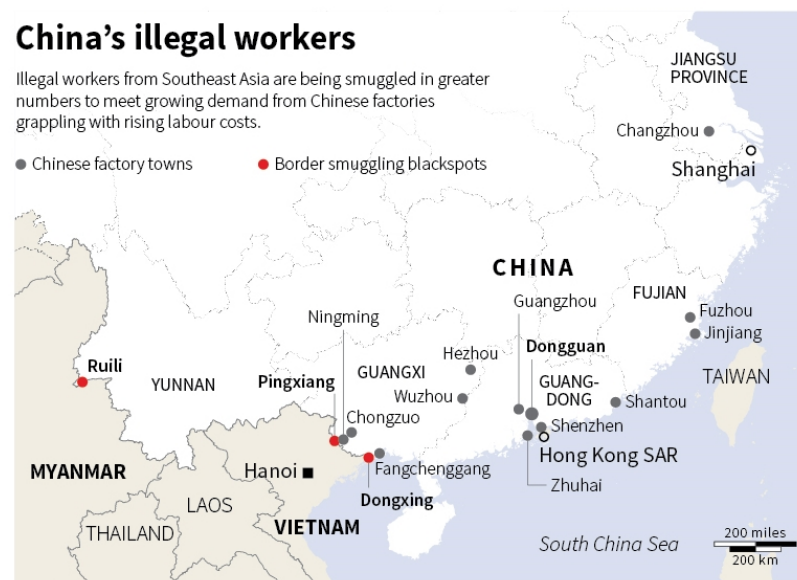 China's illegal workers
Illegal workers from Southeast Asia are being smuggled in greater
numbers to meet growing demand from Chinese factories
grappling with rising labour costs.
Chinese factory towns
Border smuggling blackspots
JIANGSU
PROVINCE
Changzhou
Shanghai
CHINA
Guangzhou
FUJIAN
Fuzhou
Jinjiang
Ningming
Dongguan
Hezhou
Ruili
GUANGXI
TAIWAN
YUNNAN
Pingxiang
GUANG-
DONG
Wuzhou
Shantou
Chongzuo
Shenzhen
Hong Kong SAR
MYANMAR
Hanoi
Fangchenggang
Zhuhai
Dongxing
LAOS
THAILAND
VIETNAM
South China Sea
200 miles
200 km